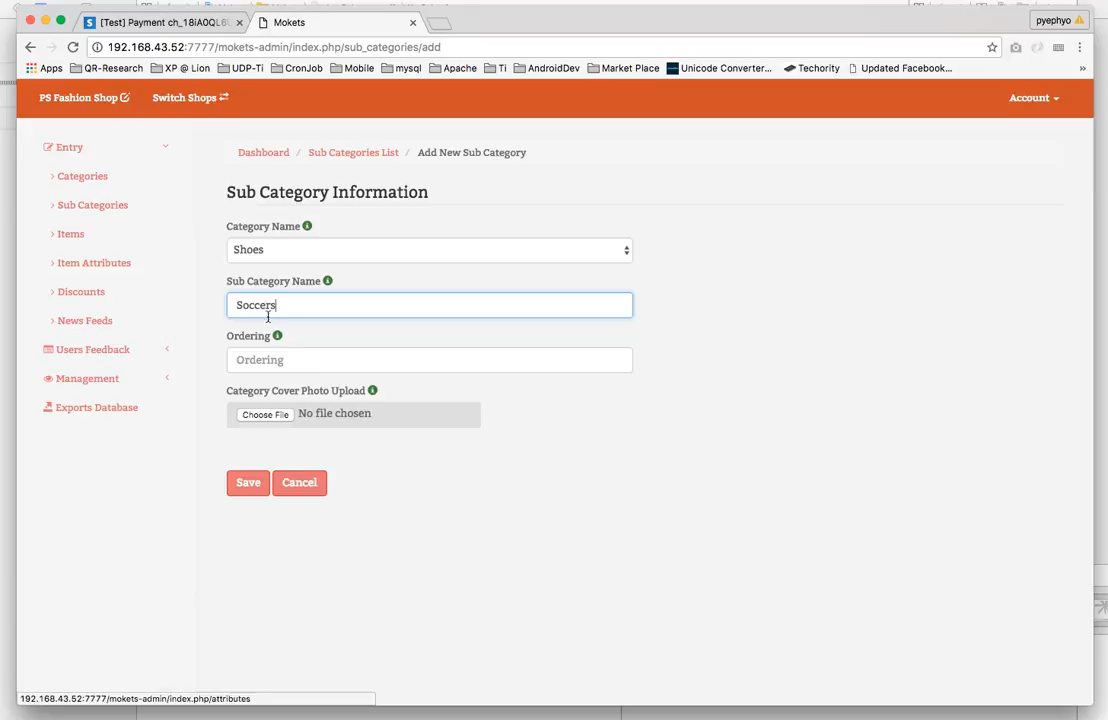 [Test] Payment ch_18iA0QL6
Mokets
pyephyo
192.168.43.52:7777/mokets-admin/index.php/sub_categories/add
Apps QR-Research XP @ Lion UDP-Ti CronJob Mobile mysql Apache Ti AndroidDev Market Place Unicode Converter... Techority Updated Facebook... »
PS Fashion Shop Switch Shops Account
Entry
Categories
Sub Categories
Items
Item Attributes
Discounts
News Feeds
Users Feedback
Management
Exports Database
Dashboard / Sub Categories List / Add New Sub Category
Sub Category Information
Category Name
Shoes
Sub Category Name
Soccers
Ordering
Ordering
Category Cover Photo Upload
Choose File No file chosen
Save Cancel
192.168.43.52:7777/mokets-admin/index.php/attributes